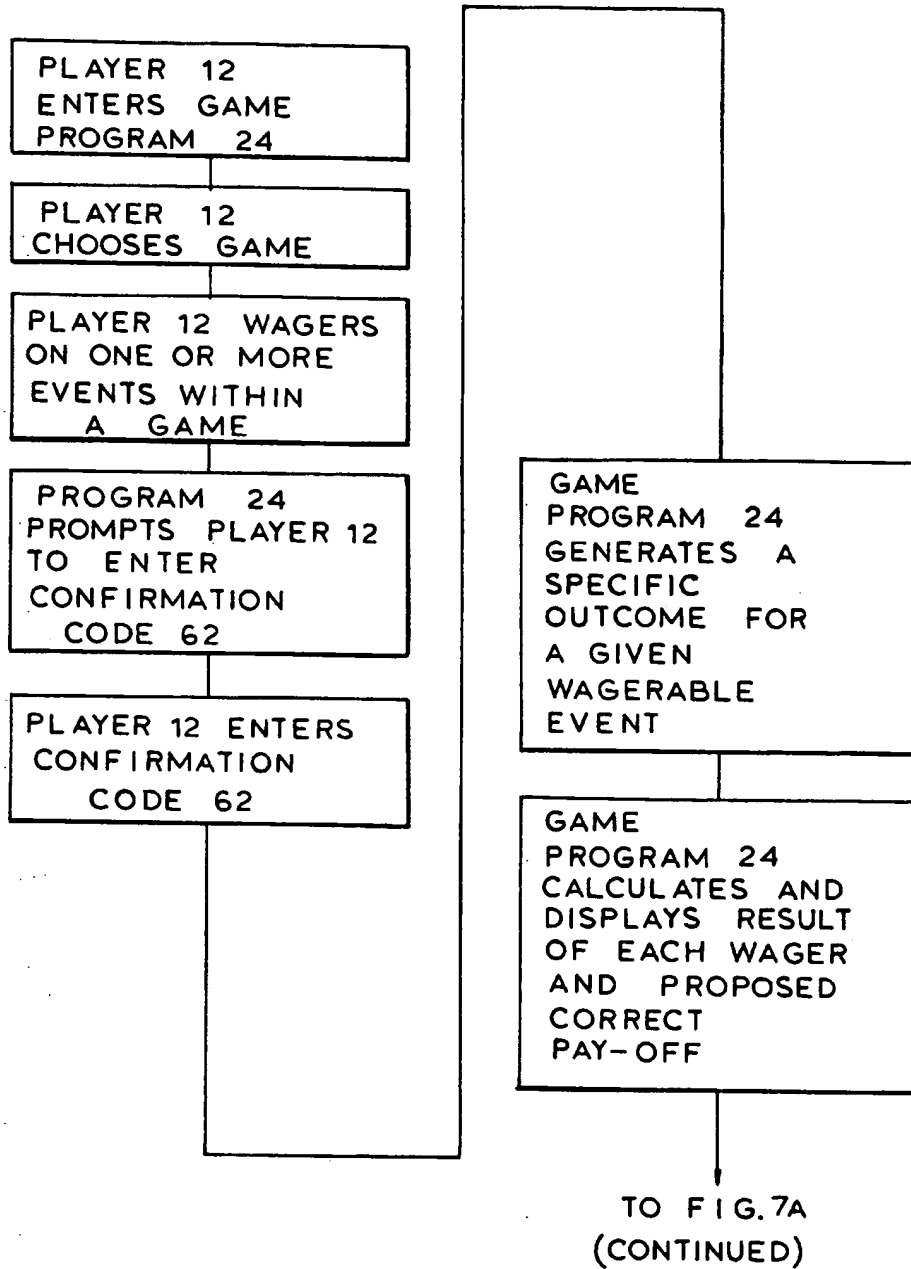 PLAYER 12
ENTERS GAME
PROGRAM 24
PLAYER 12
CHOOSES GAME
PLAYER 12 WAGERS
ON ONE OR MORE
EVENTS WITHIN
A GAME
PROGRAM 24
PROMPTS PLAYER 12
TO ENTER
CONFIRMATION
CODE 62
PLAYER 12 ENTERS
CONFIRMATION
CODE 62
GAME
PROGRAM 24
GENERATES A
SPECIFIC
OUTCOME FOR
A GIVEN
WAGERABLE
EVENT
GAME
PROGRAM 24
CALCULATES AND
DISPLAYS RESULT
OF EACH WAGER
AND PROPOSED
CORRECT
PAY-OFF
TO FIG. 7A
(CONTINUED)